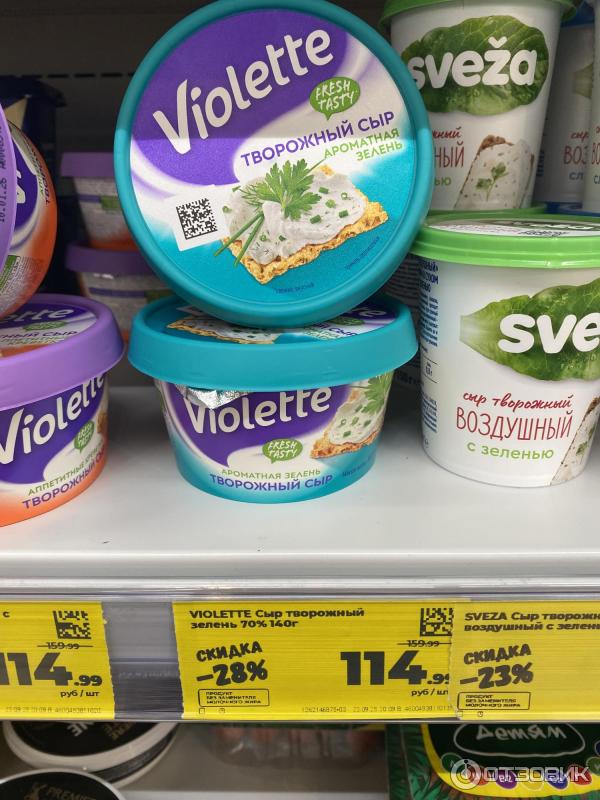 Violette
FRESH
TASTY
ТВОРОЖНЫЙ СЫР
АРОМАТНАЯ
ЗЕЛЕНЬ
sveža
Violette
FRESH
TASTY
АРОМАТНАЯ ЗЕЛЕНЬ
ТВОРОЖНЫЙ СЫР
Violette
АППЕТИТНЫЕ
ТВОРОЖНЫЙ
sve
сыр творожный
ВОЗДУШНЫЙ
с зеленью
159.99
114.99
руб / шт
VIOLETTE Сыр творожный
зелень 70% 140г
СКИДКА
-28%
159.99
114.99
руб / шт
ПРОДУКТ
БЕЗ ЗАМЕНИТЕЛЯ
МОЛОЧНОГО ЖИРА
SVEZA Сыр творожн
воздушный с зелен
СКИДКА
-23%
ПРОДУКТ
БЕЗ ЗАМЕНИТЕЛЯ
МОЛОЧНОГО ЖИРА
Детям
ОТЗОВИК